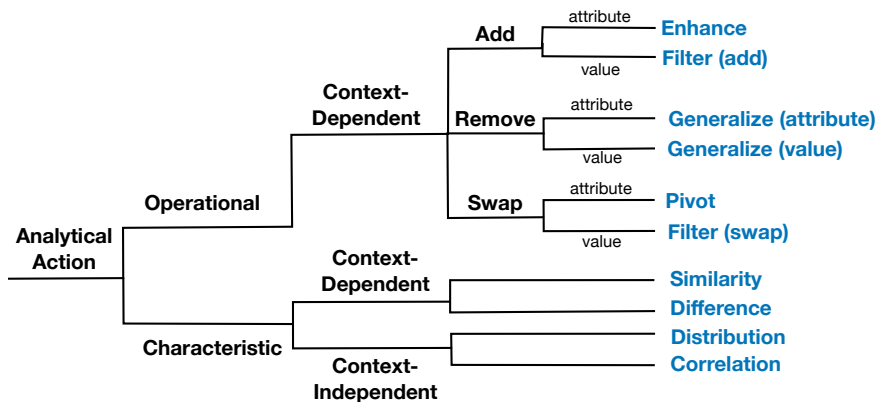 attribute
Enhance
Add
Filter (add)
value
Context-
Dependent
attribute
Remove
Generalize (attribute)
value
Generalize (value)
attribute
Operational
Swap
Pivot
value
Filter (swap)
Analytical
Action
Context-
Dependent
Similarity
Difference
Characteristic
Distribution
Context-
Independent
Correlation